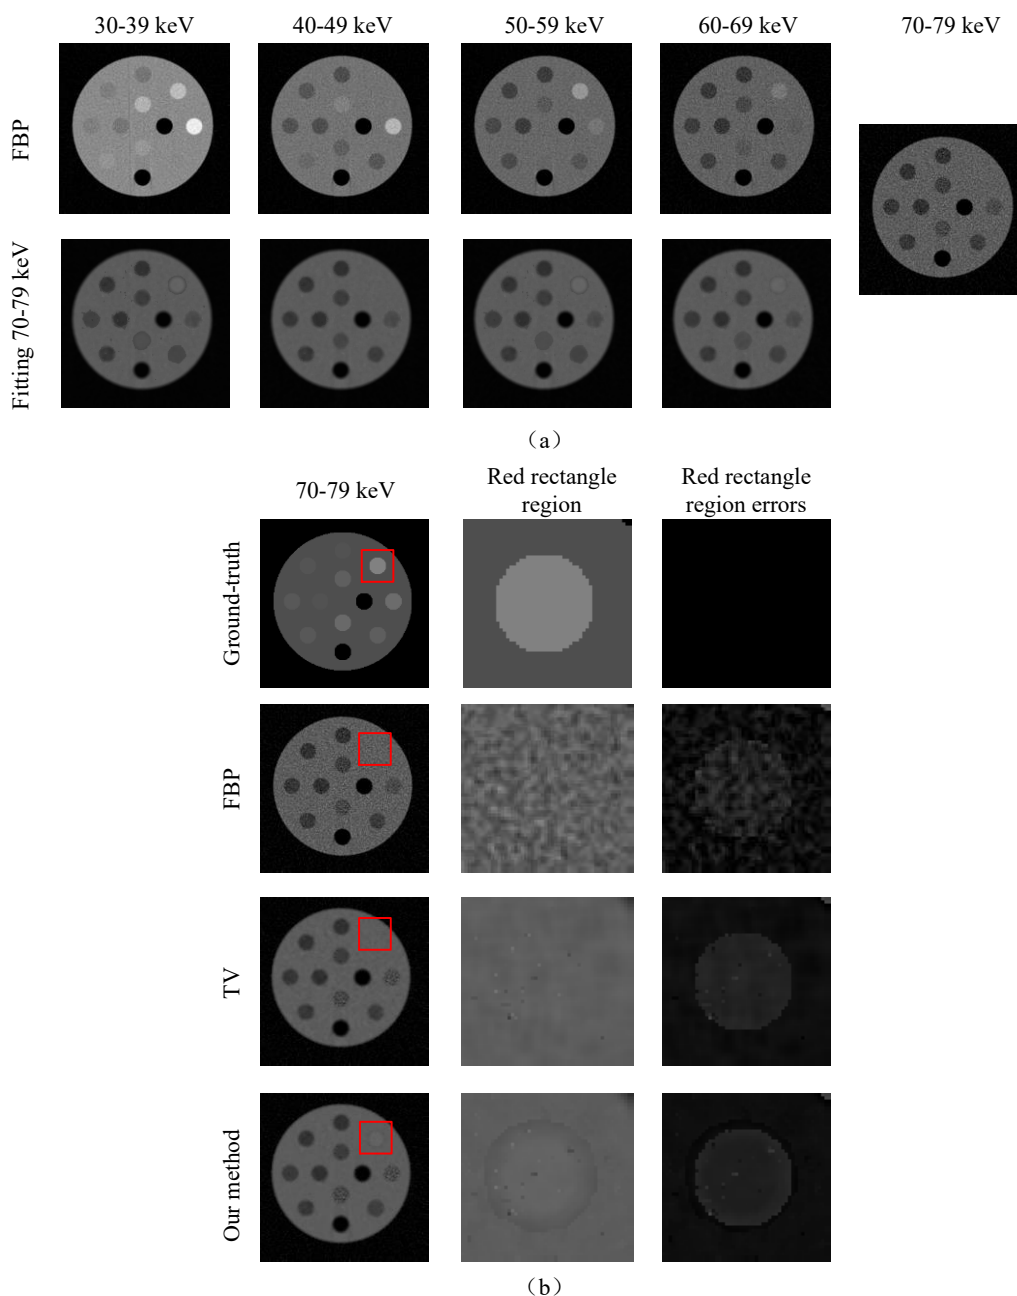 30-39 keV
40-49 keV
50-59 keV
60-69 keV
70-79 keV
FBP
Fitting 70-79 keV
（a）
70-79 keV
Red rectangle
region
Red rectangle
region errors
Ground-truth
FBP
TV
Our method
（b）